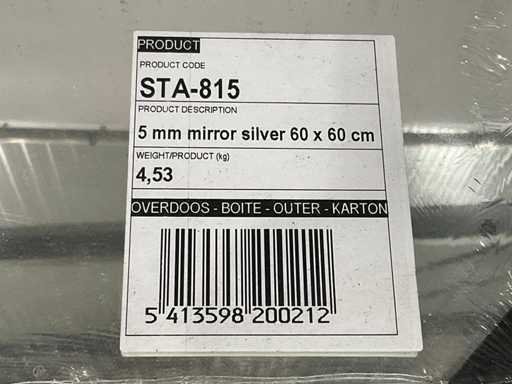 PRODUCT
PRODUCT CODE
STA-815
PRODUCT DESCRIPTION
5 mm mirror silver 60 x 60 cm
WEIGHT/PRODUCT (kg)
4,53
OVERDOOS - BOITE - OUTER - KARTON
5 413598 200212